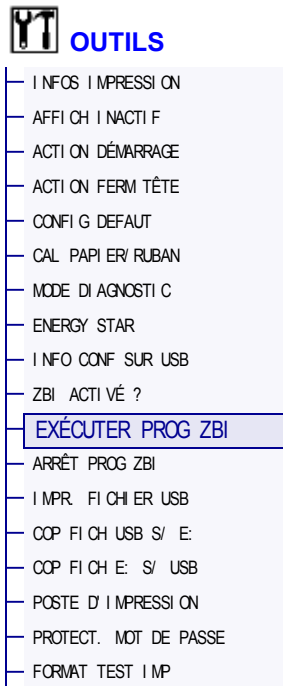 OUTILS
INFOS IMPRESSION
AFFICH INACTIF
ACTION DÉMARRAGE
ACTION FERM TÊTE
CONFIG DEFAUT
CAL PAPIER/RUBAN
MODE DIAGNOSTIC
ENERGY STAR
INFO CONF SUR USB
ZBI ACTIVÉ ?
EXÉCUTER PROG ZBI
ARRÊT PROG ZBI
IMPR. FICHIER USB
COP FICH USB S/ E:
COP FICH E: S/ USB
POSTE D'IMPRESSION
PROTECT. MOT DE PASSE
FORMAT TEST IMP